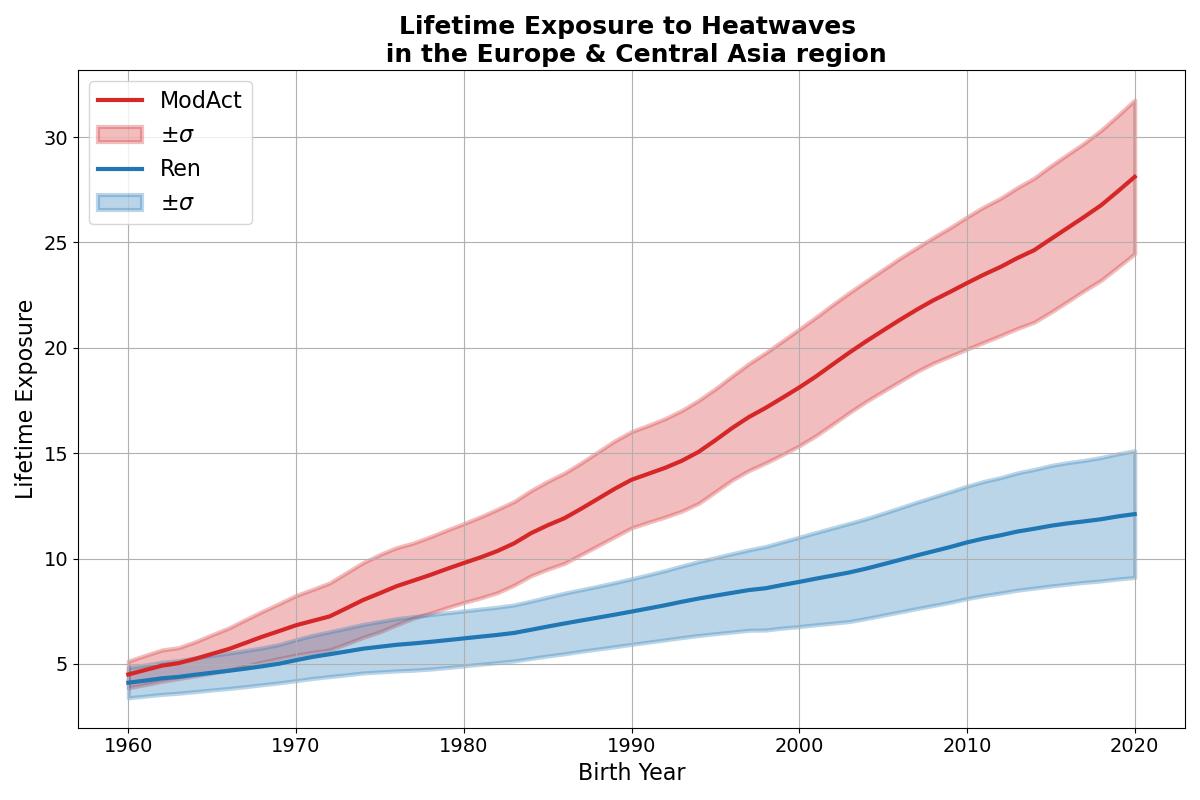 Lifetime Exposure to Heatwaves
in the Europe & Central Asia region
ModAct
±σ
Ren
±σ
Lifetime Exposure
30
25
20
15
10
5
1960
1970
1980
1990
2000
2010
2020
Birth Year